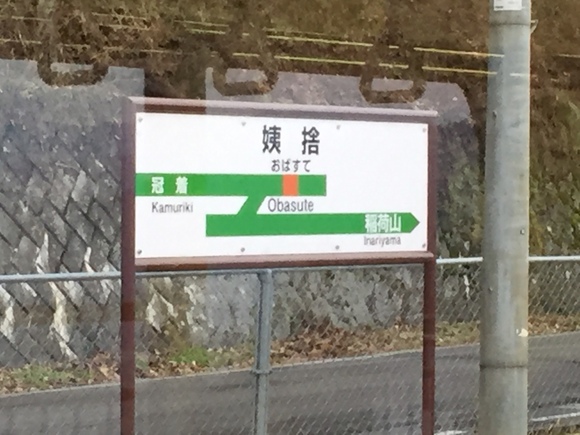 姨捨
おばすて
冠着
Kamuriki
Obasute
稲荷山
Inariyama